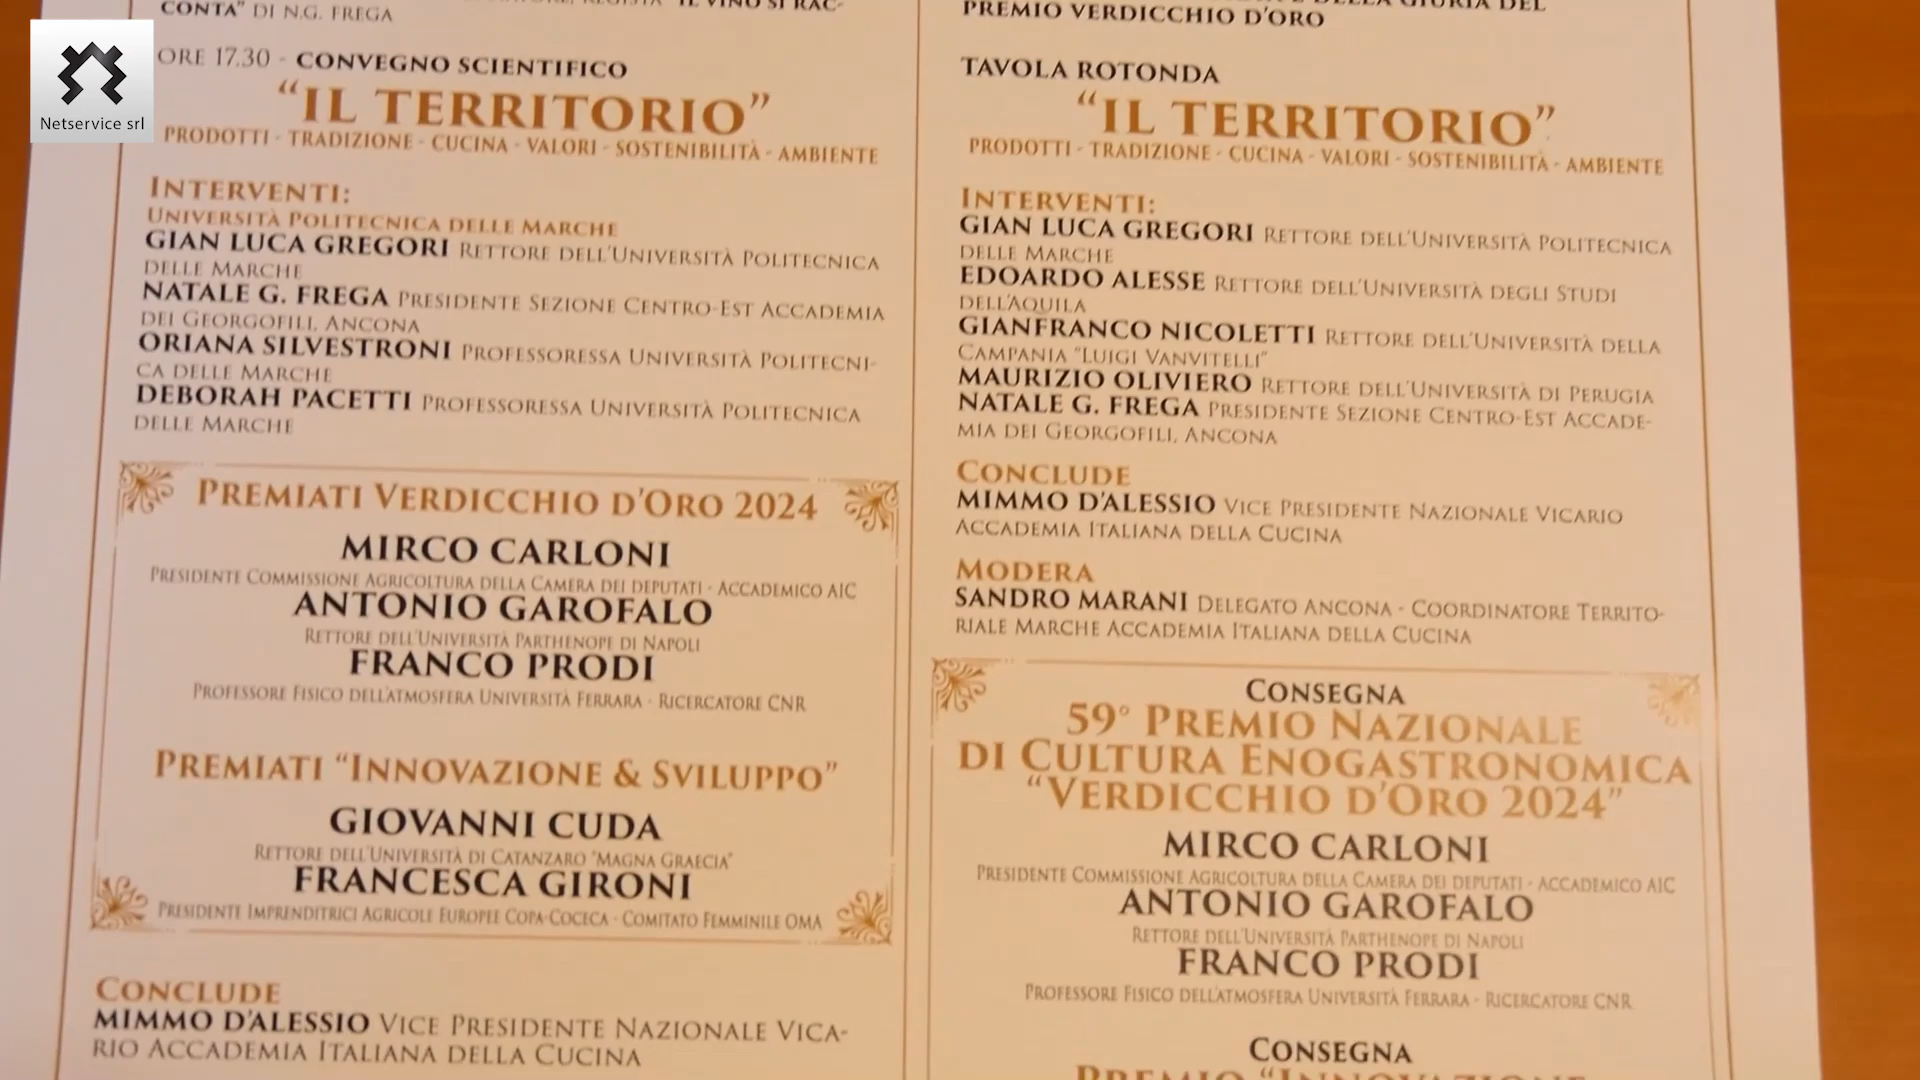 Netservice srl
CONTA" DI N.G. FREGA
ORE 17.30 - CONVEGNO SCIENTIFICO
"IL TERRITORIO"
PRODOTTI - TRADIZIONE - CUCINA - VALORI - SOSTENIBILITÀ - AMBIENTE
INTERVENTI:
UNIVERSITÀ POLITECNICA DELLE MARCHE
GIAN LUCA GREGORI RETTORE DELL'UNIVERSITÀ POLITECNICA
DELLE MARCHE
NATALE G. FREGA PRESIDENTE SEZIONE CENTRO-EST ACCADEMIA
DEI GEORGOFILI, ANCONA
ORIANA SILVESTRONI PROFESSORESSA UNIVERSITÀ POLITECNI-
CA DELLE MARCHE
DEBORAH PACETTI PROFESSORESSA UNIVERSITÀ POLITECNICA
DELLE MARCHE
PREMIATI VERDICCHIO D'ORO 2024
MIRCO CARLONI
PRESIDENTE COMMISSIONE AGRICOLTURA DELLA CAMERA DEI DEPUTATI - ACCADEMICO AIC
ANTONIO GAROFALO
RETTORE DELL'UNIVERSITÀ PARTHENOPE DI NAPOLI
FRANCO PRODI
PROFESSORE FISICO DELL'ATMOSFERA UNIVERSITÀ FERRARA - RICERCATORE CNR
PREMIATI "INNOVAZIONE & SVILUPPO"
GIOVANNI CUDA
RETTORE DELL'UNIVERSITÀ DI CATANZARO "MAGNA GRAECIA"
FRANCESCA GIRONI
PRESIDENTE IMPRENDITRICI AGRICOLE EUROPEE COPA-COCECA - COMITATO FEMMINILE OMA
CONCLUDE
MIMMO D'ALESSIO VICE PRESIDENTE NAZIONALE VICA-
RIO ACCADEMIA ITALIANA DELLA CUCINA
PREMIO VERDICCHIO D'ORO
TAVOLA ROTONDA
"IL TERRITORIO"
PRODOTTI - TRADIZIONE - CUCINA - VALORI - SOSTENIBILITÀ - AMBIENTE
INTERVENTI:
GIAN LUCA GREGORI RETTORE DELL'UNIVERSITÀ POLITECNICA
DELLE MARCHE
EDOARDO ALESSE RETTORE DELL'UNIVERSITÀ DEGLI STUDI
DELL'AQUILA
GIANFRANCO NICOLETTI RETTORE DELL'UNIVERSITÀ DELLA
CAMPANIA "LUIGI VANVITELLI"
MAURIZIO OLIVIERO RETTORE DELL'UNIVERSITÀ DI PERUGIA
NATALE G. FREGA PRESIDENTE SEZIONE CENTRO-EST ACCADE-
MIA DEI GEORGOFILI, ANCONA
CONCLUDE
MIMMO D'ALESSIO VICE PRESIDENTE NAZIONALE VICARIO
ACCADEMIA ITALIANA DELLA CUCINA
MODERA
SANDRO MARANI DELEGATO ANCONA - COORDINATORE TERRITO-
RIALE MARCHE ACCADEMIA ITALIANA DELLA CUCINA
CONSEGNA
59° PREMIO NAZIONALE
DI CULTURA ENOGASTRONOMICA
"VERDICCHIO D'ORO 2024"
MIRCO CARLONI
PRESIDENTE COMMISSIONE AGRICOLTURA DELLA CAMERA DEI DEPUTATI - ACCADEMICO AIC
ANTONIO GAROFALO
RETTORE DELL'UNIVERSITÀ PARTHENOPE DI NAPOLI
FRANCO PRODI
PROFESSORE FISICO DELL'ATMOSFERA UNIVERSITÀ FERRARA - RICERCATORE CNR
CONSEGNA